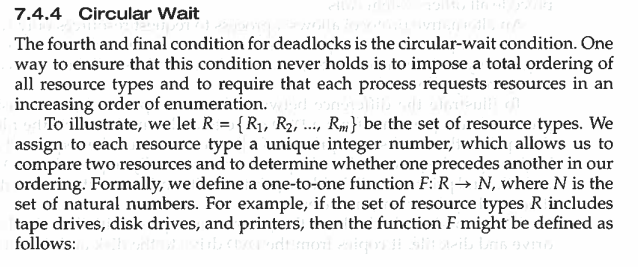 7.4.4 Circular Wait
The fourth and final condition for deadlocks is the circular-wait condition. One
way to ensure that this condition never holds is to impose a total ordering of
all resource types and to require that each process requests resources in an
increasing order of enumeration.
To illustrate, we let R = {R₁, R₂, ..., Rₘ} be the set of resource types. We
assign to each resource type a unique integer number, which allows us to
compare two resources and to determine whether one precedes another in our
ordering. Formally, we define a one-to-one function F: R → N, where N is the
set of natural numbers. For example, if the set of resource types R includes
tape drives, disk drives, and printers, then the function F might be defined as
follows: